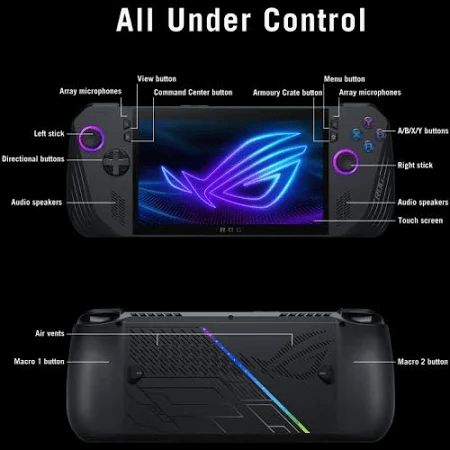 All Under Control
View button
Menu button
Array microphones
Command Center button
Armoury Crate button
Array microphones
Left stick
A/B/X/Y buttons
Directional buttons
Right stick
Audio speakers
Audio speakers
Touch screen
ROG
Air vents
Macro 1 button
Macro 2 button